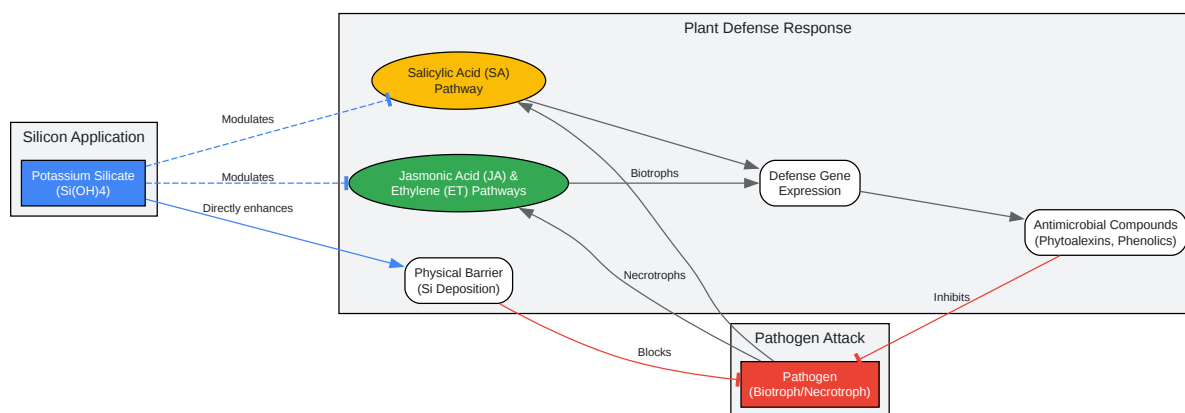 Plant Defense Response
Salicylic Acid (SA)
Pathway
Modulates
Silicon Application
Potassium Silicate
(Si(OH)4)
Modulates
Jasmonic Acid (JA) &
Ethylene (ET) Pathways
Biotrophs
Defense Gene
Expression
Directly enhances
Antimicrobial Compounds
(Phytoalexins, Phenolics)
Physical Barrier
(Si Deposition)
Necrotrophs
Inhibits
Pathogen Attack
Blocks
Pathogen
(Biotroph/Necrotroph)